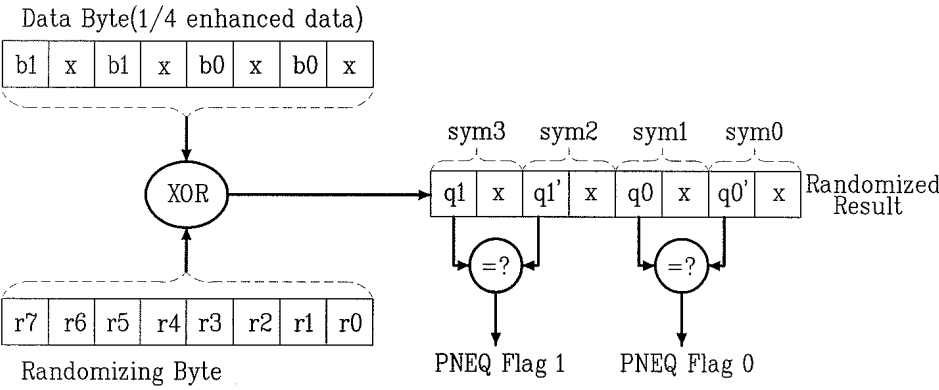 Data Byte(1/4 enhanced data)
b1 x b1 x b0 x b0 x
sym3 sym2 sym1 sym0
XOR
q1 x q1' x q0 x q0' x
Randomized
Result
=? =?
r7 r6 r5 r4 r3 r2 r1 r0
PNEQ Flag 1 PNEQ Flag 0
Randomizing Byte